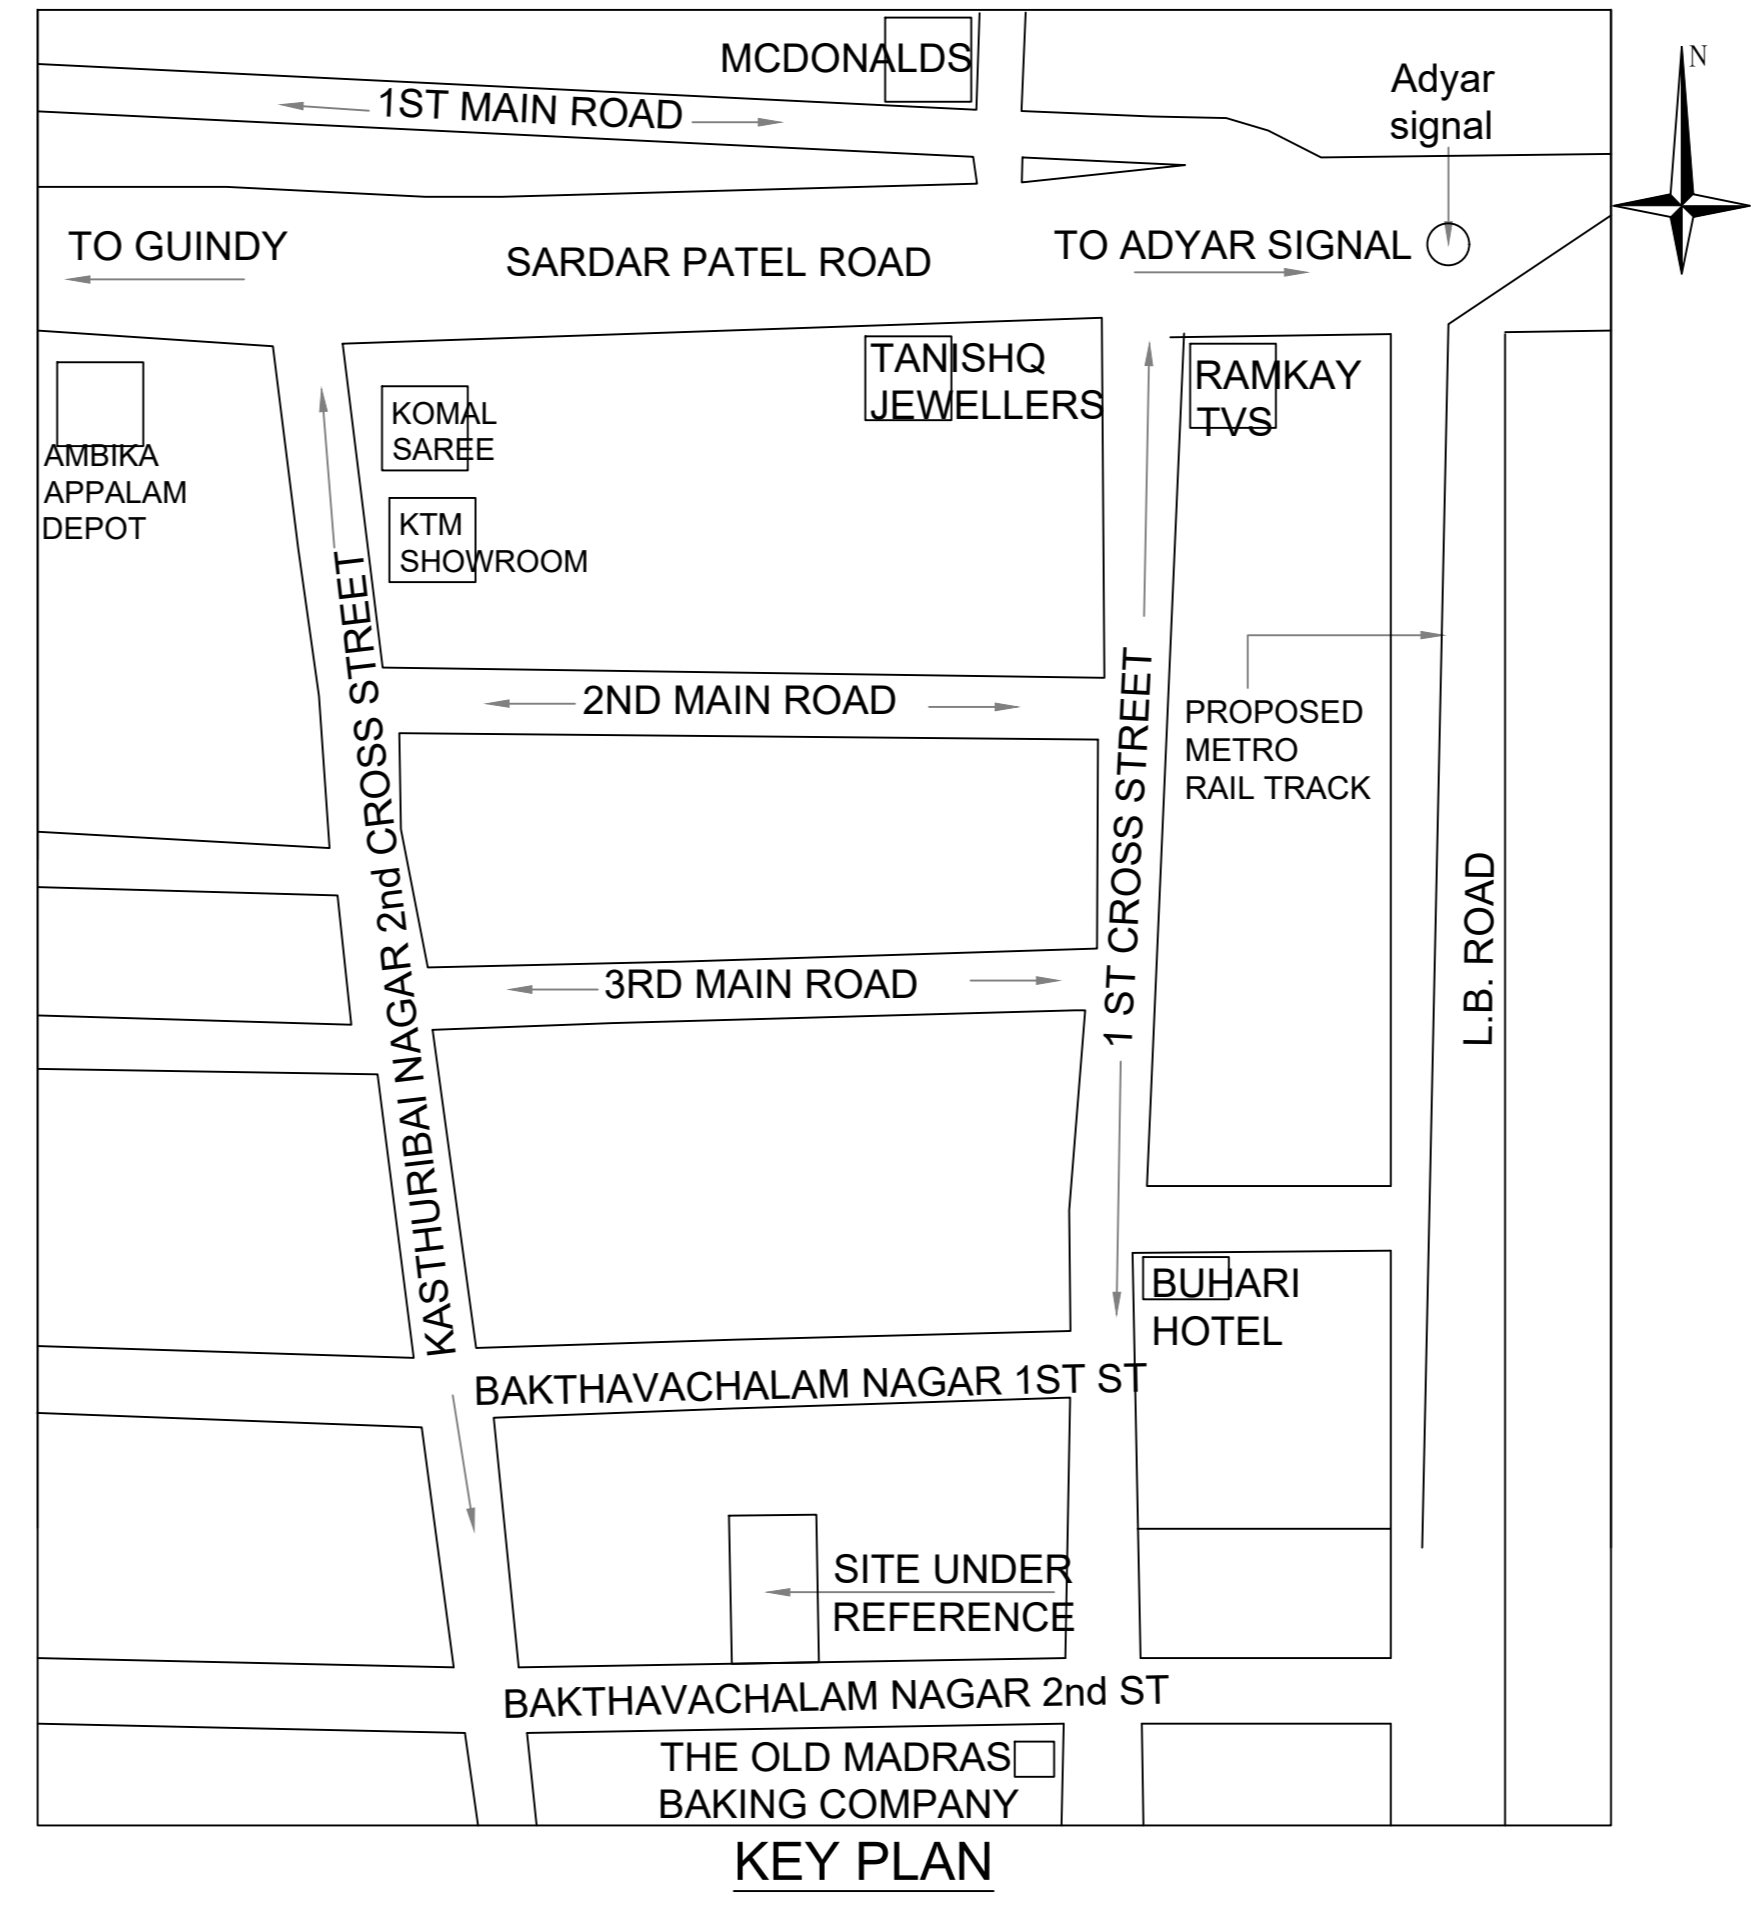 MCDONALDS
1ST MAIN ROAD
Adyar
signal
N
TO GUINDY
SARDAR PATEL ROAD
TO ADYAR SIGNAL
TANISHQ
JEWELLERS
RAMKAY
TVS
KOMAL
SAREE
AMBIKA
APPALAM
DEPOT
KTM
SHOWROOM
2ND MAIN ROAD
PROPOSED
METRO
RAIL TRACK
KASTHURIBAI NAGAR 2nd CROSS STREET
1 ST CROSS STREET
L.B. ROAD
3RD MAIN ROAD
BUHARI
HOTEL
BAKTHAVACHALAM NAGAR 1ST ST
SITE UNDER
REFERENCE
BAKTHAVACHALAM NAGAR 2nd ST
THE OLD MADRAS
BAKING COMPANY
KEY PLAN